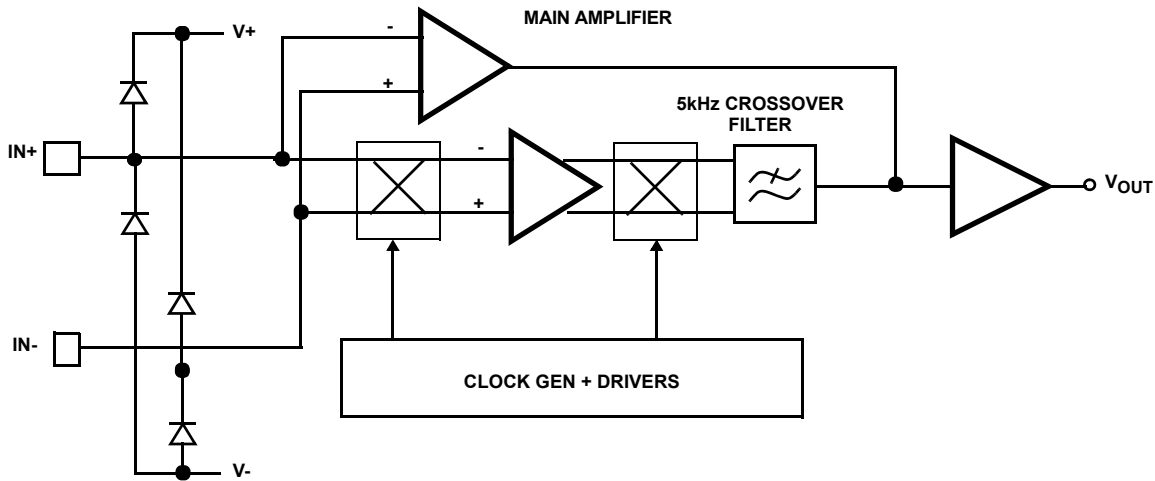 MAIN AMPLIFIER
V+
-
+
5kHz CROSSOVER
FILTER
IN+
-
+
VOUT
IN-
CLOCK GEN + DRIVERS
V-